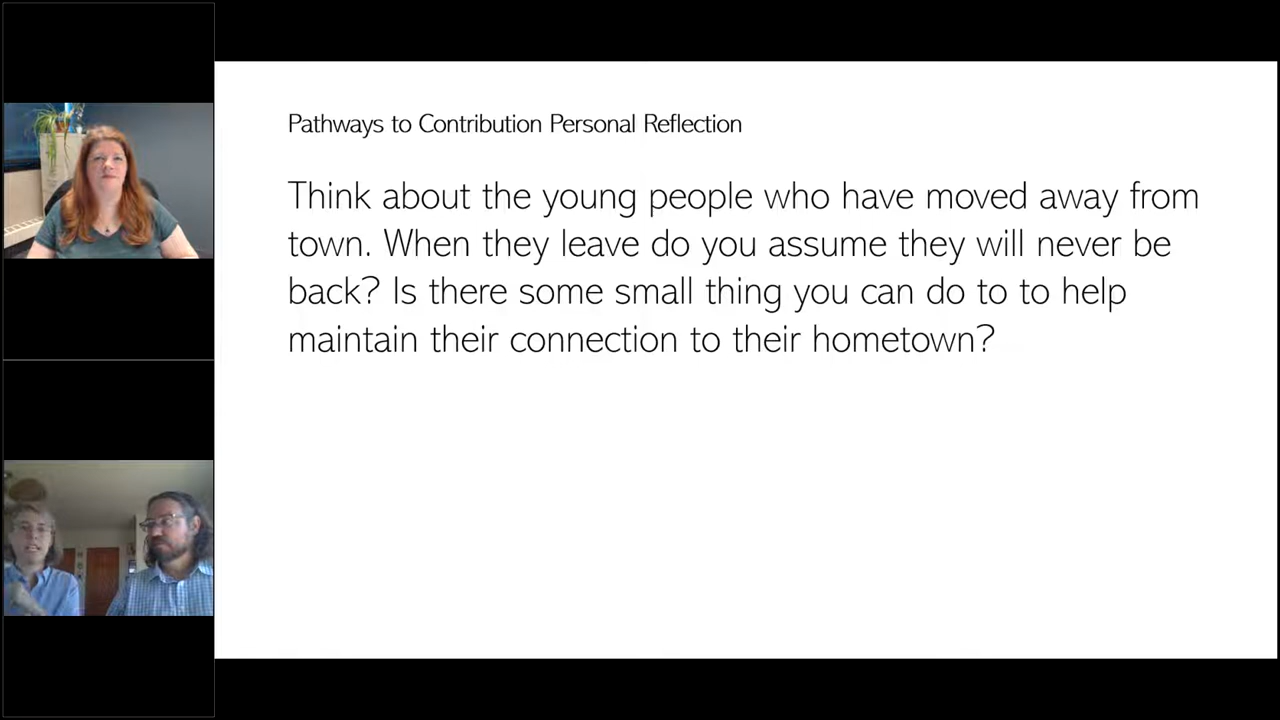 Pathways to Contribution Personal Reflection
Think about the young people who have moved away from
town. When they leave do you assume they will never be
back? Is there some small thing you can do to to help
maintain their connection to their hometown?